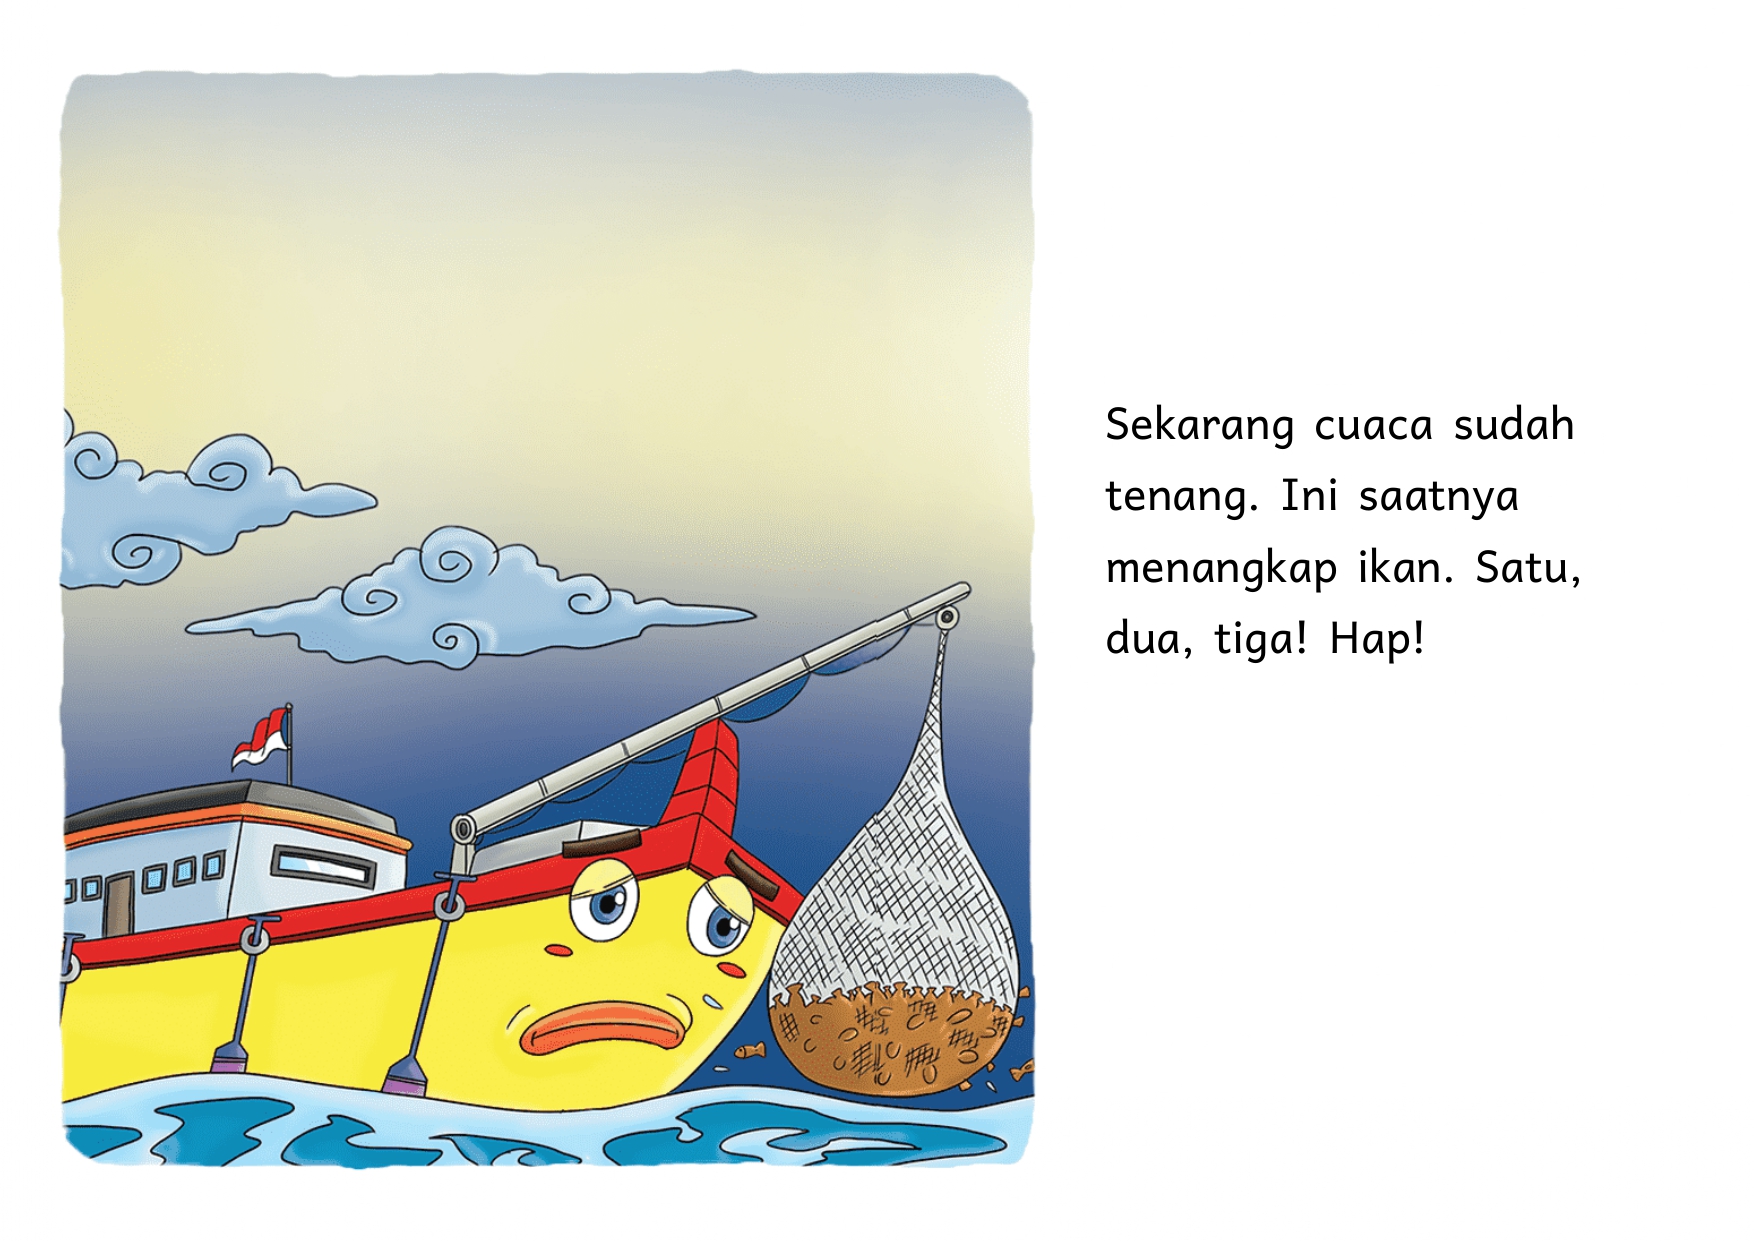 Sekarang cuaca sudah
tenang. Ini saatnya
menangkap ikan. Satu,
dua, tiga! Hap!